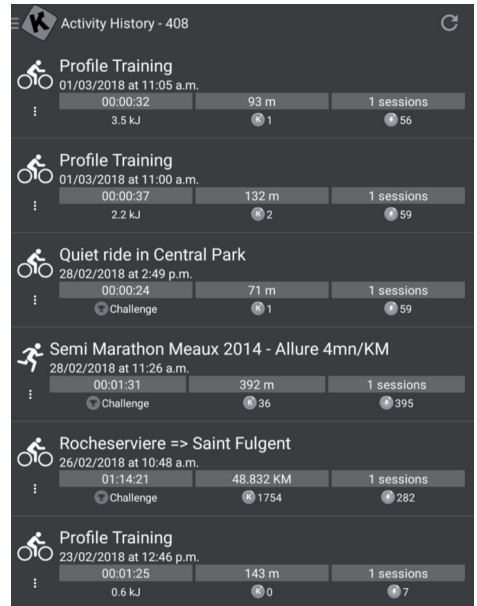 K Activity History - 408
Profile Training
01/03/2018 at 11:05 a.m.
00:00:32 93 m 1 sessions
3.5 kJ K 1 56
Profile Training
01/03/2018 at 11:00 a.m.
00:00:37 132 m 1 sessions
2.2 kJ K 2 59
Quiet ride in Central Park
28/02/2018 at 2:49 p.m.
00:00:24 71 m 1 sessions
Challenge K 1 59
Semi Marathon Meaux 2014 - Allure 4mn/KM
28/02/2018 at 11:26 a.m.
00:01:31 392 m 1 sessions
Challenge K 36 395
Rocheserviere => Saint Fulgent
26/02/2018 at 10:48 a.m.
01:14:21 48.832 KM 1 sessions
Challenge K 1754 282
Profile Training
23/02/2018 at 12:46 p.m.
00:01:25 143 m 1 sessions
0.6 kJ K 0 7